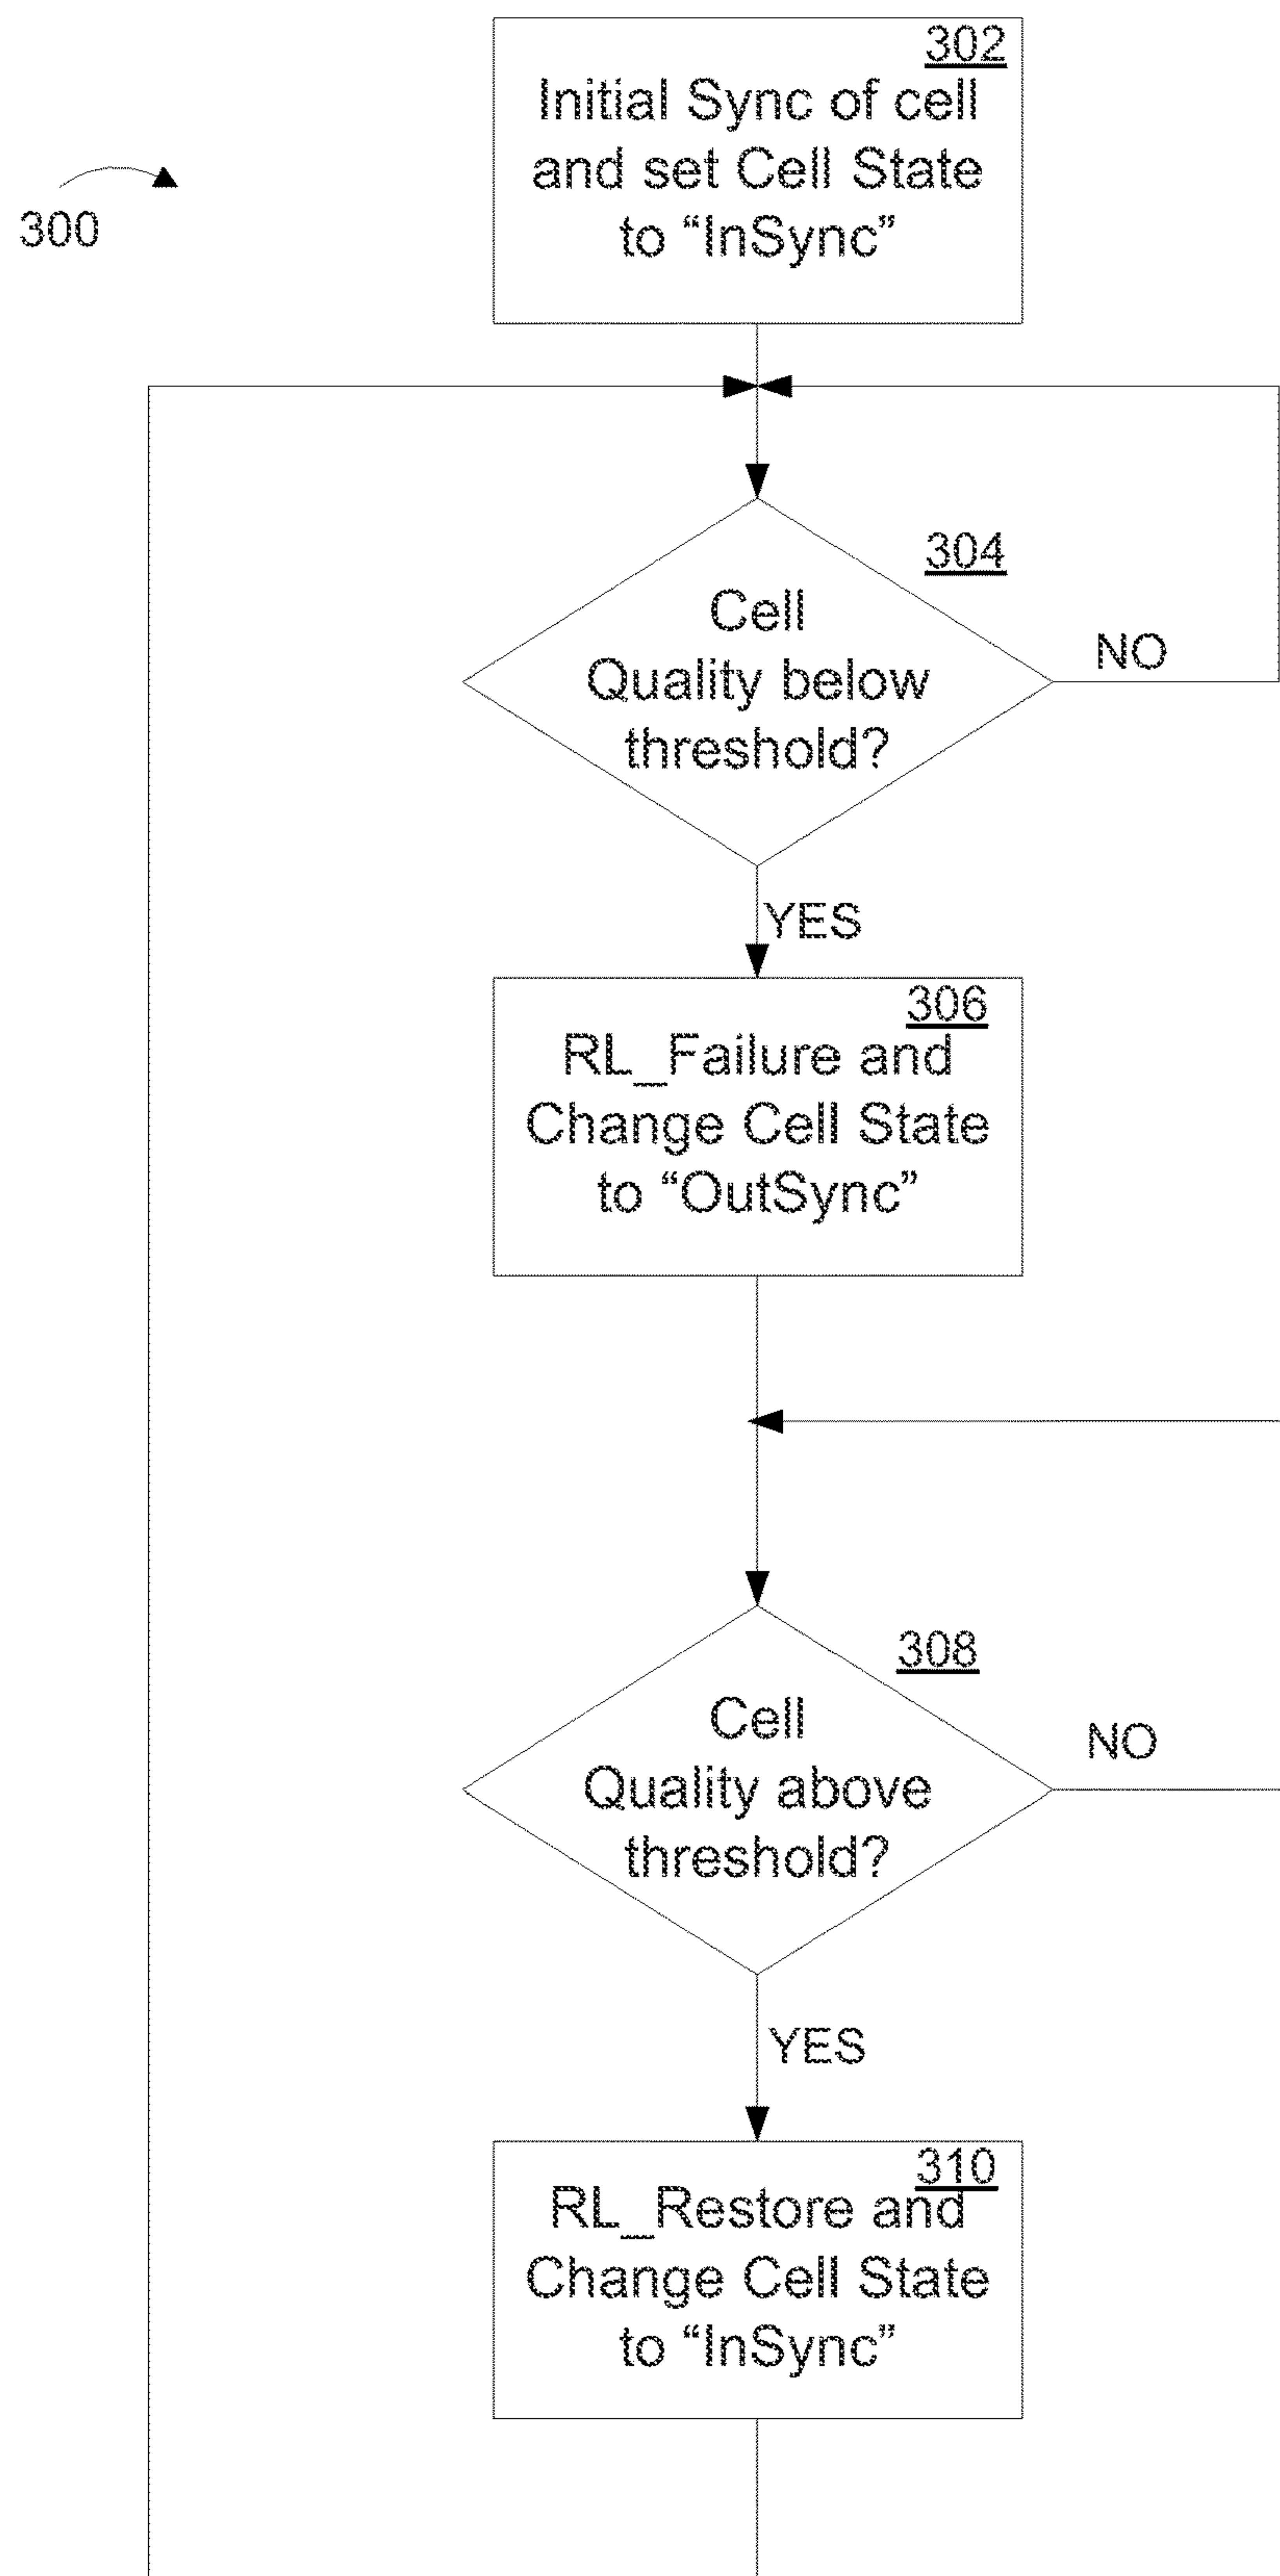 302
Initial Sync of cell
and set Cell State
to “InSync”
300
304
Cell
Quality below
threshold?
NO
YES
306
RL_Failure and
Change Cell State
to “OutSync”
308
Cell
Quality above
threshold?
NO
YES
310
RL_Restore and
Change Cell State
to “InSync”